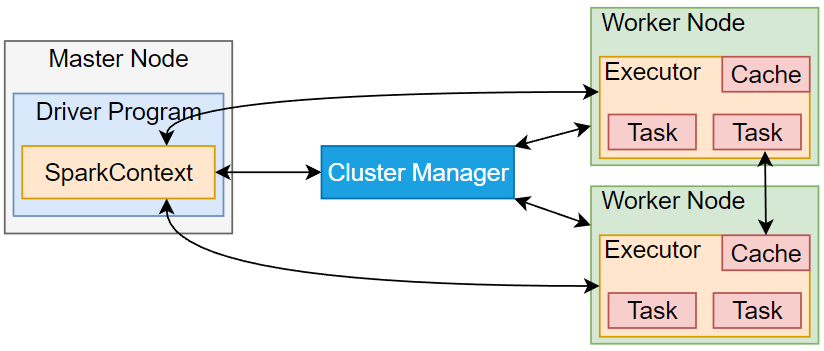 Master Node
Driver Program
SparkContext
Cluster Manager
Worker Node
Executor
Cache
Task
Task
Worker Node
Executor
Cache
Task
Task